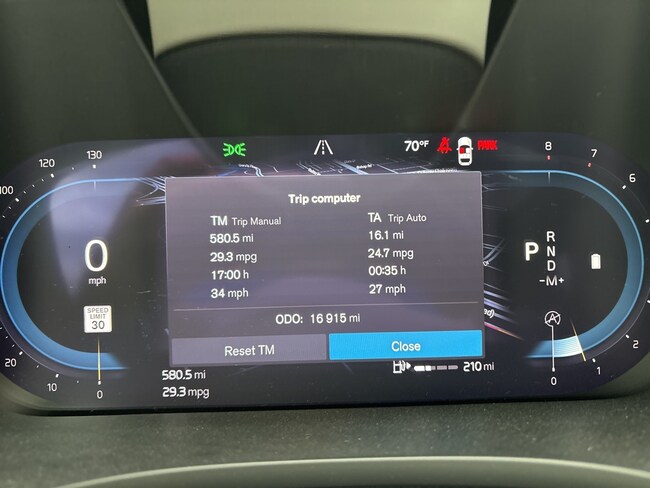 70°F
100
120
130
8
7
6
Trip computer
TM Trip Manual
TA Trip Auto
580.5 mi
16.1 mi
29.3 mpg
24.7 mpg
17:00 h
00:35 h
34 mph
27 mph
ODO: 16 915 mi
Reset TM
Close
0
mph
SPEED
LIMIT
30
P
R
N
D
-M+
A
20
10
0
580.5 mi
29.3 mpg
210 mi
0
1
2